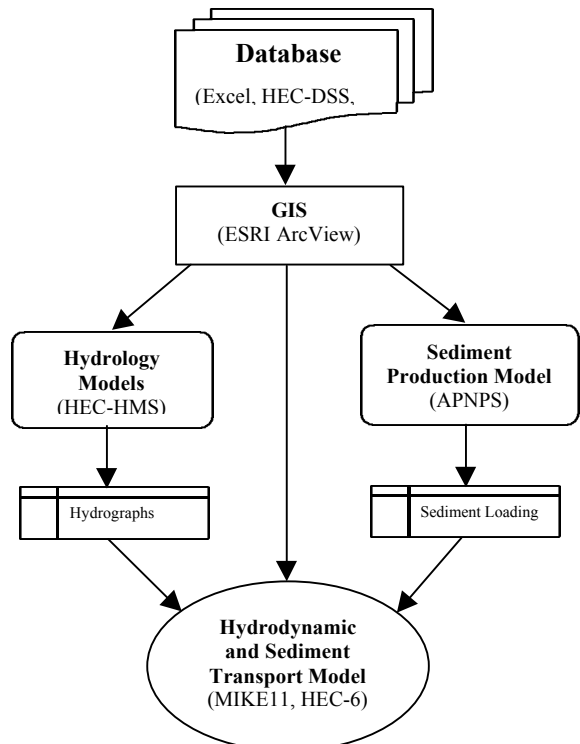 Database
(Excel, HEC-DSS,
GIS
(ESRI ArcView)
Hydrology
Models
(HEC-HMS)
Sediment
Production Model
(APNPS)
Hydrographs
Sediment Loading
Hydrodynamic
and Sediment
Transport Model
(MIKE11, HEC-6)